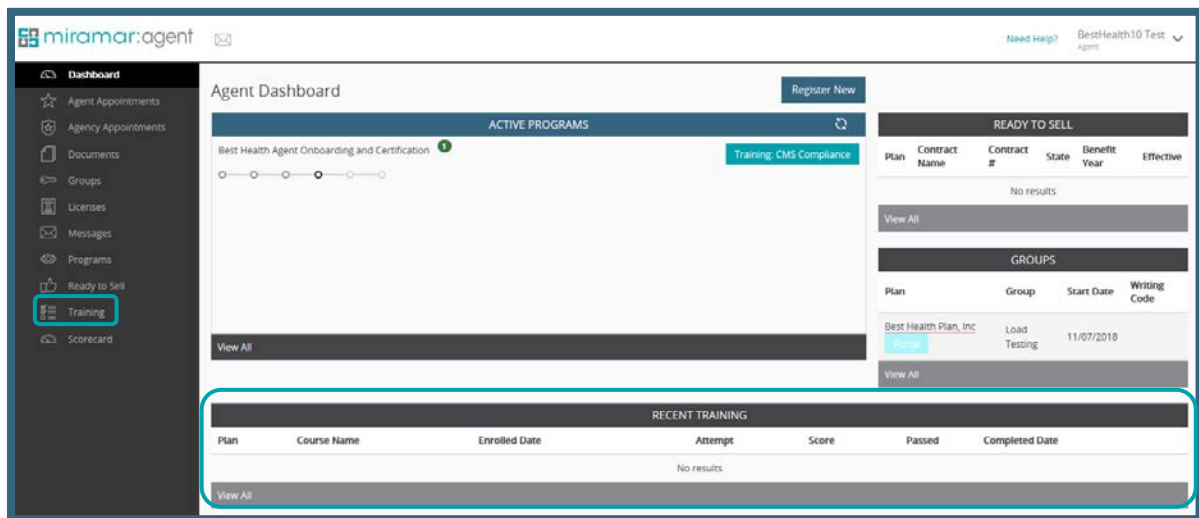 miramar:agent
Need Help?
BestHealth10 Test
Agent
Dashboard
Agent Appointments
Agency Appointments
Documents
Groups
Licenses
Messages
Programs
Ready to Sell
Training
Scorecard
Agent Dashboard
Register New
ACTIVE PROGRAMS
Best Health Agent Onboarding and Certification 1
Training: CMS Compliance
View All
READY TO SELL
Plan Contract Name Contract # State Benefit Year Effective
No results
View All
GROUPS
Plan Group Start Date Writing Code
Best Health Plan, Inc Load Testing 11/07/2018
Portal
View All
RECENT TRAINING
Plan Course Name Enrolled Date Attempt Score Passed Completed Date
No results
View All